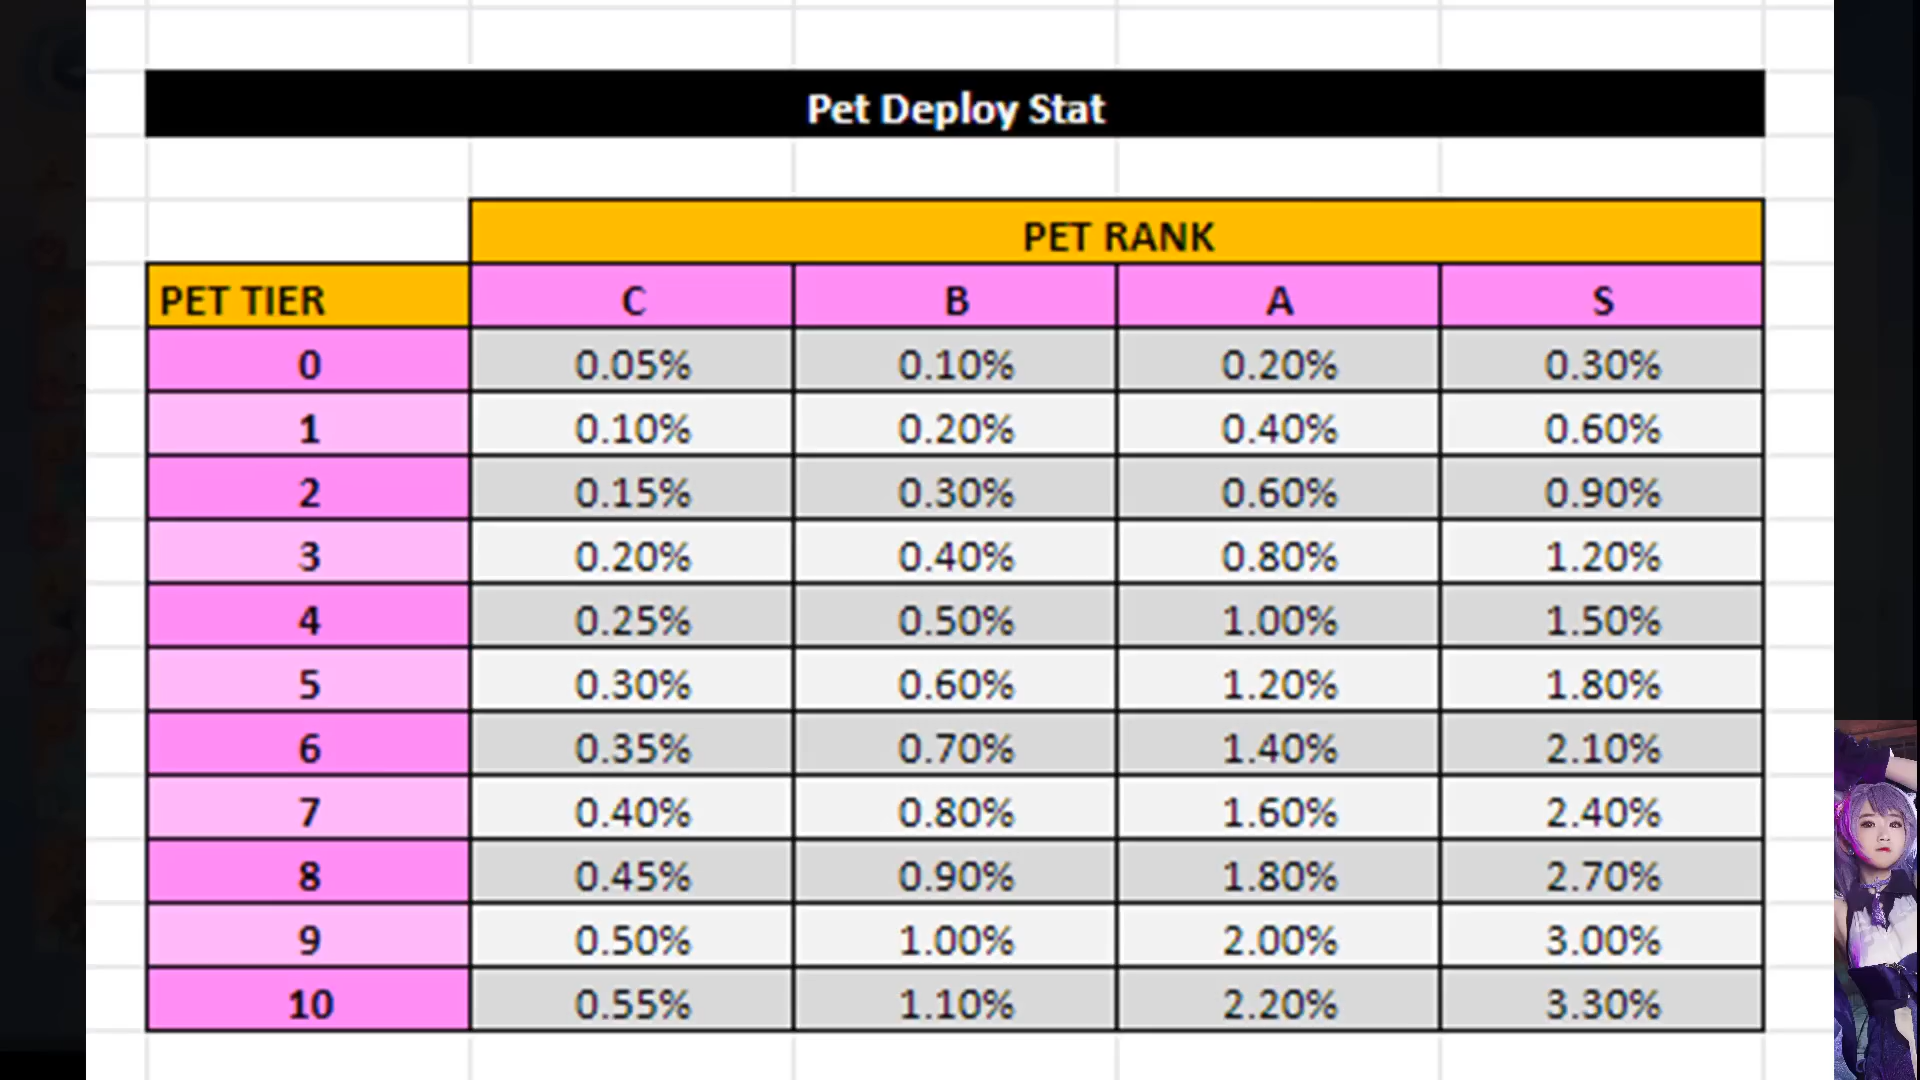 Pet Deploy Stat
PET RANK
PET TIER C B A S
0 0.05% 0.10% 0.20% 0.30%
1 0.10% 0.20% 0.40% 0.60%
2 0.15% 0.30% 0.60% 0.90%
3 0.20% 0.40% 0.80% 1.20%
4 0.25% 0.50% 1.00% 1.50%
5 0.30% 0.60% 1.20% 1.80%
6 0.35% 0.70% 1.40% 2.10%
7 0.40% 0.80% 1.60% 2.40%
8 0.45% 0.90% 1.80% 2.70%
9 0.50% 1.00% 2.00% 3.00%
10 0.55% 1.10% 2.20% 3.30%